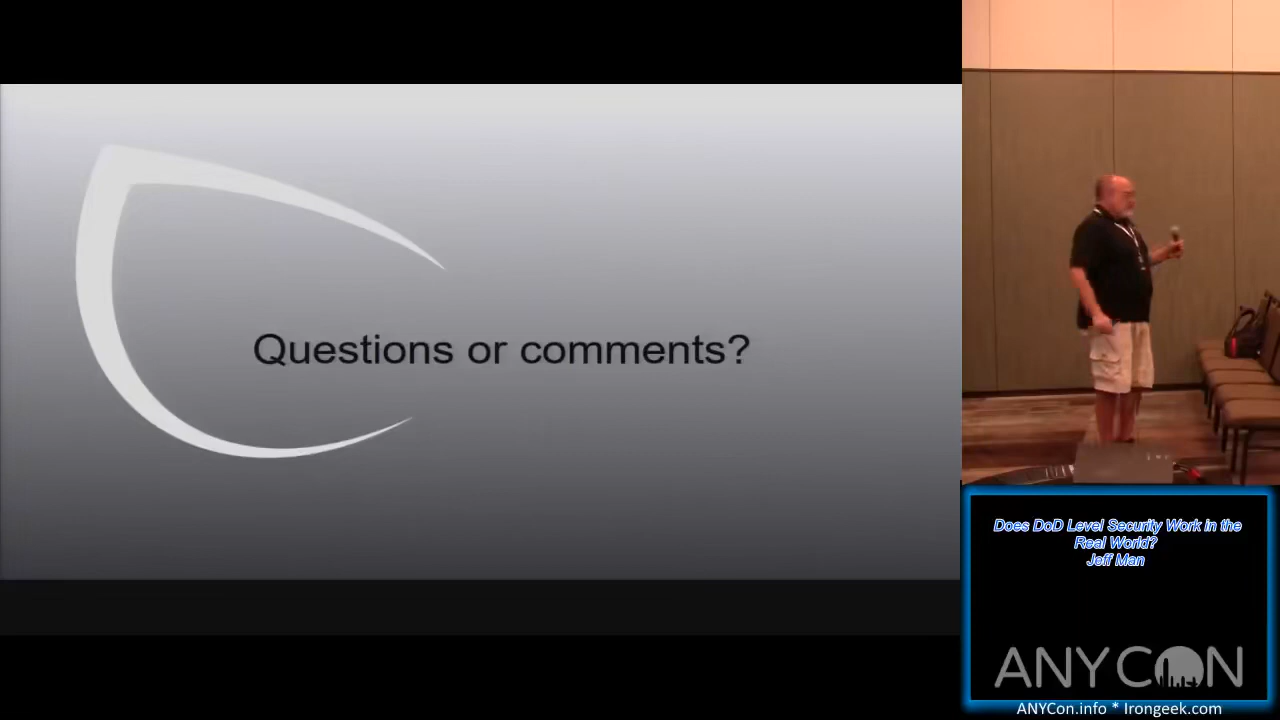 Questions or comments?
Does DoD Level Security Work in the
Real World?
Jeff Man
ANYCON
ANYCon.info * Irongeek.com